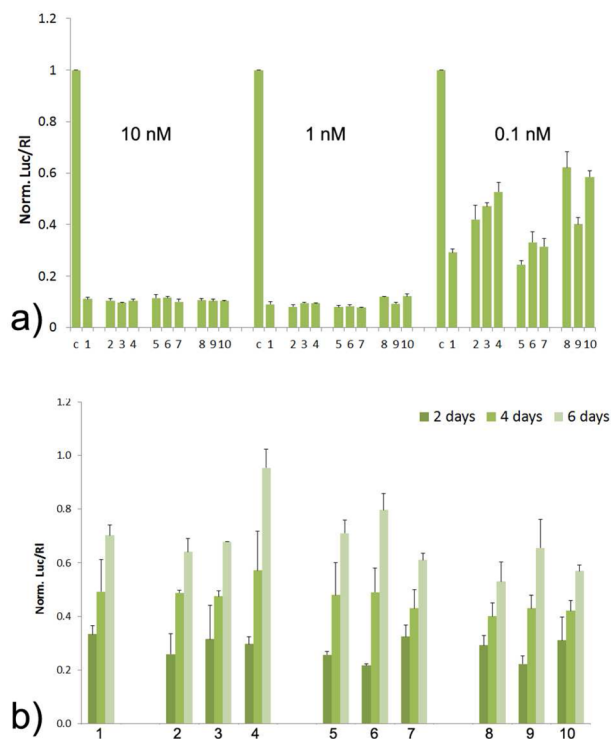 1.2
1
0.8
0.6
0.4
0.2
0
Norm. Luc/Rl
10 nM 1 nM 0.1 nM
c 1 2 3 4 5 6 7 8 9 10 c 1 2 3 4 5 6 7 8 9 10 c 1 2 3 4 5 6 7 8 9 10
a)
1.2
1.0
0.8
0.6
0.4
0.2
0.0
Norm. Luc/Rl
2 days 4 days 6 days
1 2 3 4 5 6 7 8 9 10
b)